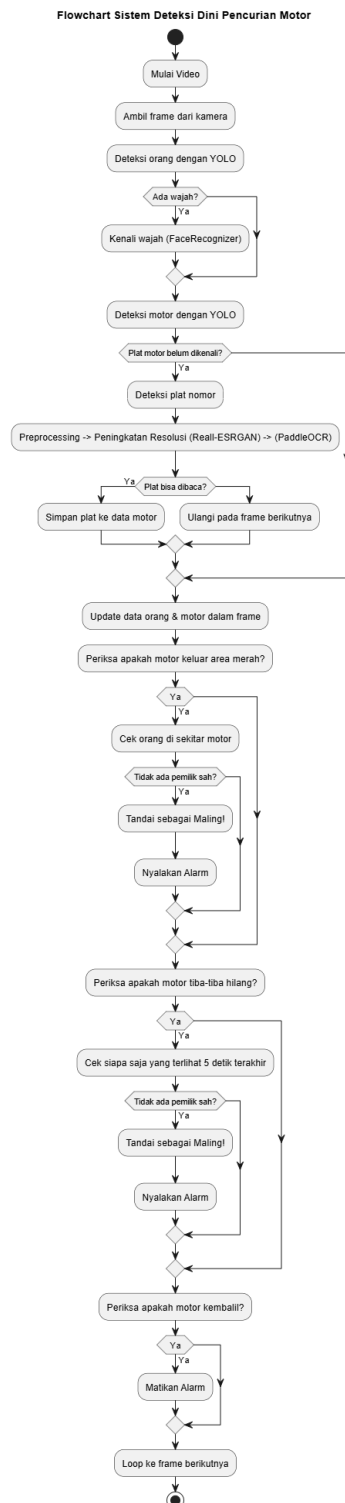 Flowchart Sistem Deteksi Dini Pencurian Motor
Mulai Video
Ambil frame dari kamera
Deteksi orang dengan YOLO
Ada wajah?
Ya
Kenali wajah (FaceRecognizer)
Deteksi motor dengan YOLO
Plat motor belum dikenali?
Ya
Deteksi plat nomor
Preprocessing -> Peningkatan Resolusi (Reall-ESRGAN) -> (PaddleOCR)
Ya Plat bisa dibaca?
Simpan plat ke data motor Ulangi pada frame berikutnya
Update data orang & motor dalam frame
Periksa apakah motor keluar area merah?
Ya
Ya
Cek orang di sekitar motor
Tidak ada pemilik sah?
Ya
Tandai sebagai Maling!
Nyalakan Alarm
Periksa apakah motor tiba-tiba hilang?
Ya
Ya
Cek siapa saja yang terlihat 5 detik terakhir
Tidak ada pemilik sah?
Ya
Tandai sebagai Maling!
Nyalakan Alarm
Periksa apakah motor kembalil?
Ya
Ya
Matikan Alarm
Loop ke frame berikutnya